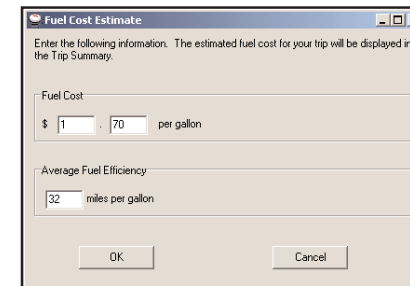 Fuel Cost Estimate
Enter the following information. The estimated fuel cost for your trip will be displayed in
the Trip Summary.
Fuel Cost
$ 1 . 70 per gallon
Average Fuel Efficiency
32 miles per gallon
OK Cancel